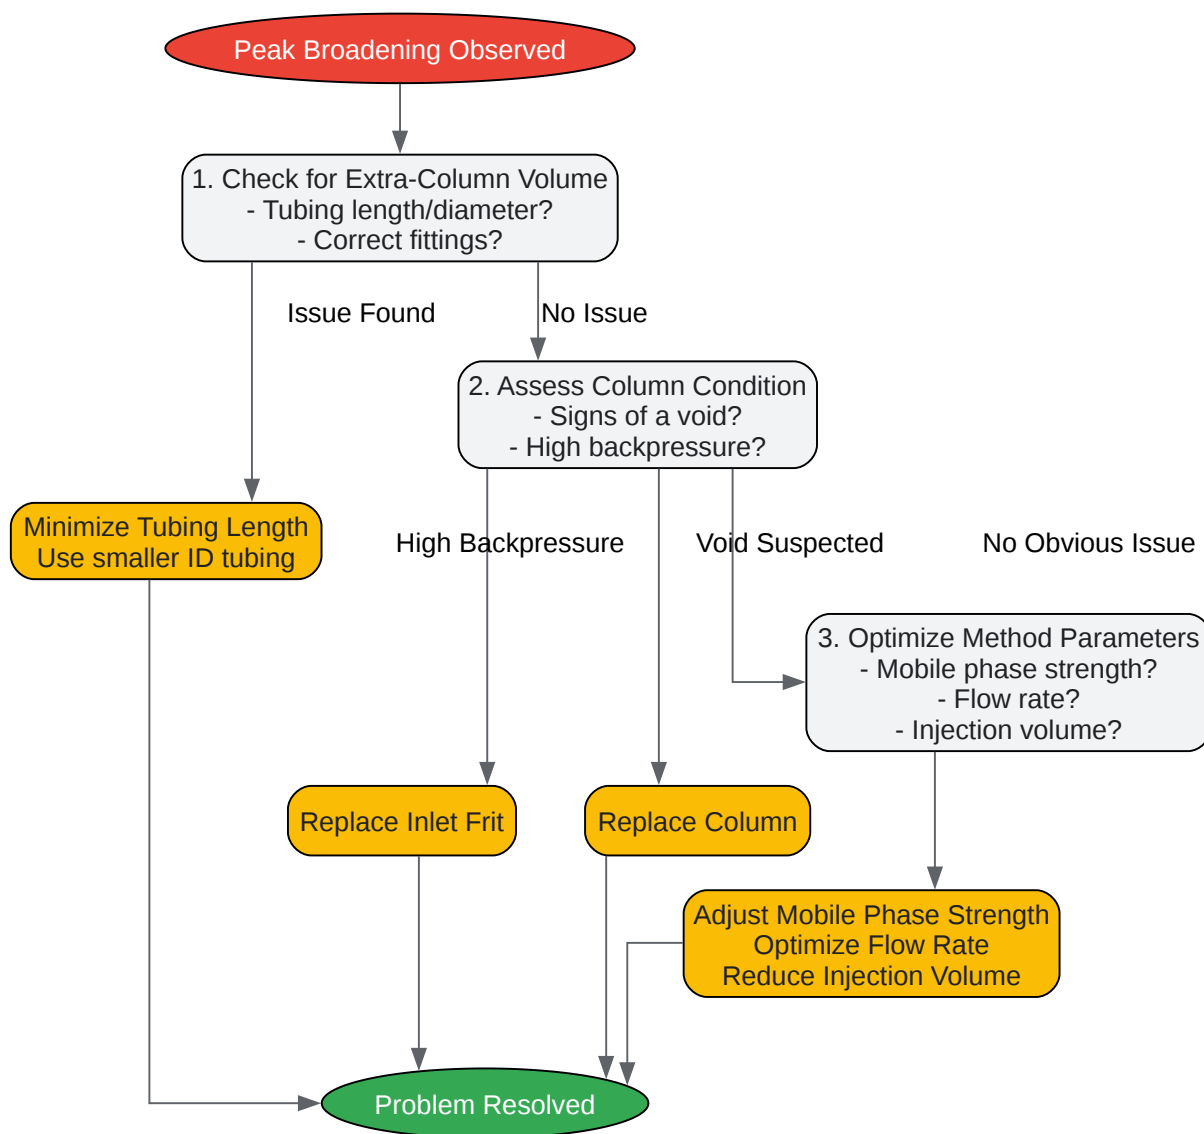 Peak Broadening Observed
1. Check for Extra-Column Volume
- Tubing length/diameter?
- Correct fittings?
Issue Found
No Issue
2. Assess Column Condition
- Signs of a void?
- High backpressure?
Minimize Tubing Length
Use smaller ID tubing
High Backpressure
Void Suspected
No Obvious Issue
3. Optimize Method Parameters
- Mobile phase strength?
- Flow rate?
- Injection volume?
Replace Inlet Frit
Replace Column
Adjust Mobile Phase Strength
Optimize Flow Rate
Reduce Injection Volume
Problem Resolved